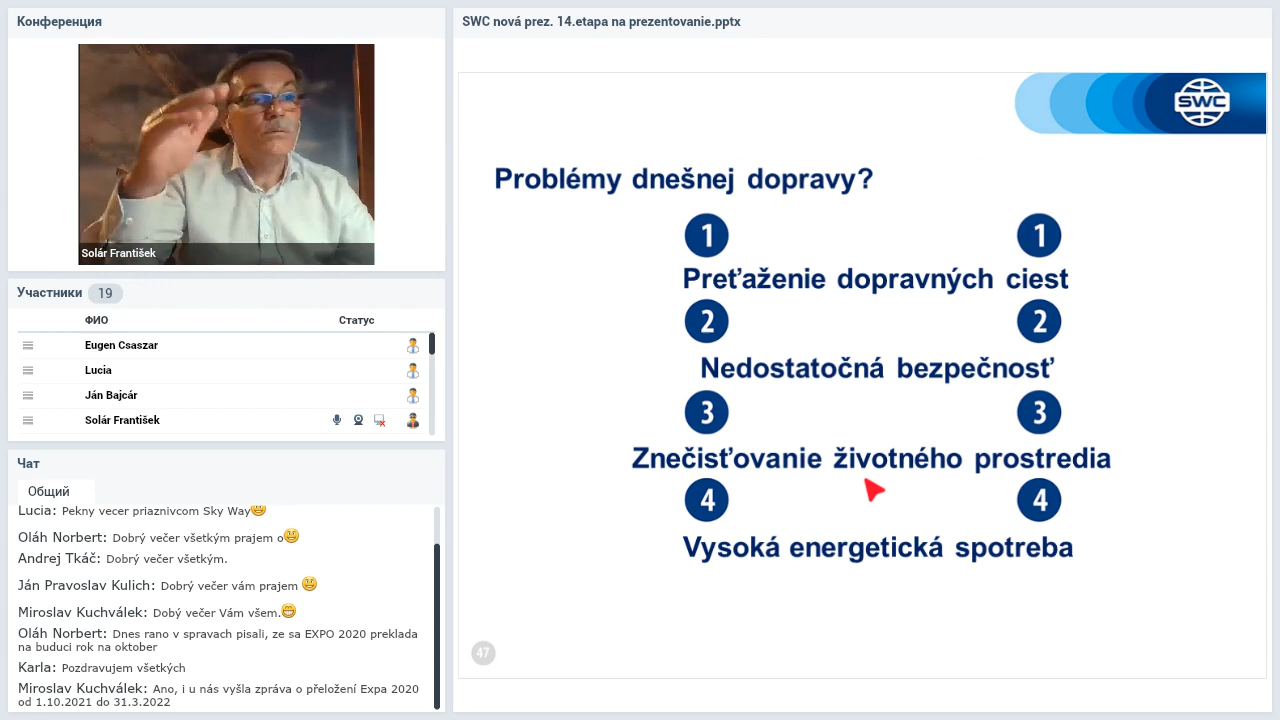 Конференция
Solár František
Участники 19
ФИО Статус
Eugen Csaszar
Lucia
Ján Bajcár
Solár František
Чат
Общий
Lucia: Pekny vecer priaznivcom Sky Way
Oláh Norbert: Dobrý večer všetkým prajem o
Andrej Tkáč: Dobrý večer všetkým.
Ján Pravoslav Kulich: Dobrý večer vám prajem
Miroslav Kuchválek: Dobý večer Vám všem.
Oláh Norbert: Dnes rano v spravach pisali, ze sa EXPO 2020 preklada
na buduci rok na oktober
Karla: Pozdravujem všetkých
Miroslav Kuchválek: Ano, i u nás vyšla zpráva o přeložení Expa 2020
od 1.10.2021 do 31.3.2022
SWC nová prez. 14.etapa na prezentovanie.pptx
SWC
Problémy dnešnej dopravy?
1 1
Preťaženie dopravných ciest
2 2
Nedostatočná bezpečnosť
3 3
Znečisťovanie životného prostredia
4 4
Vysoká energetická spotreba
47